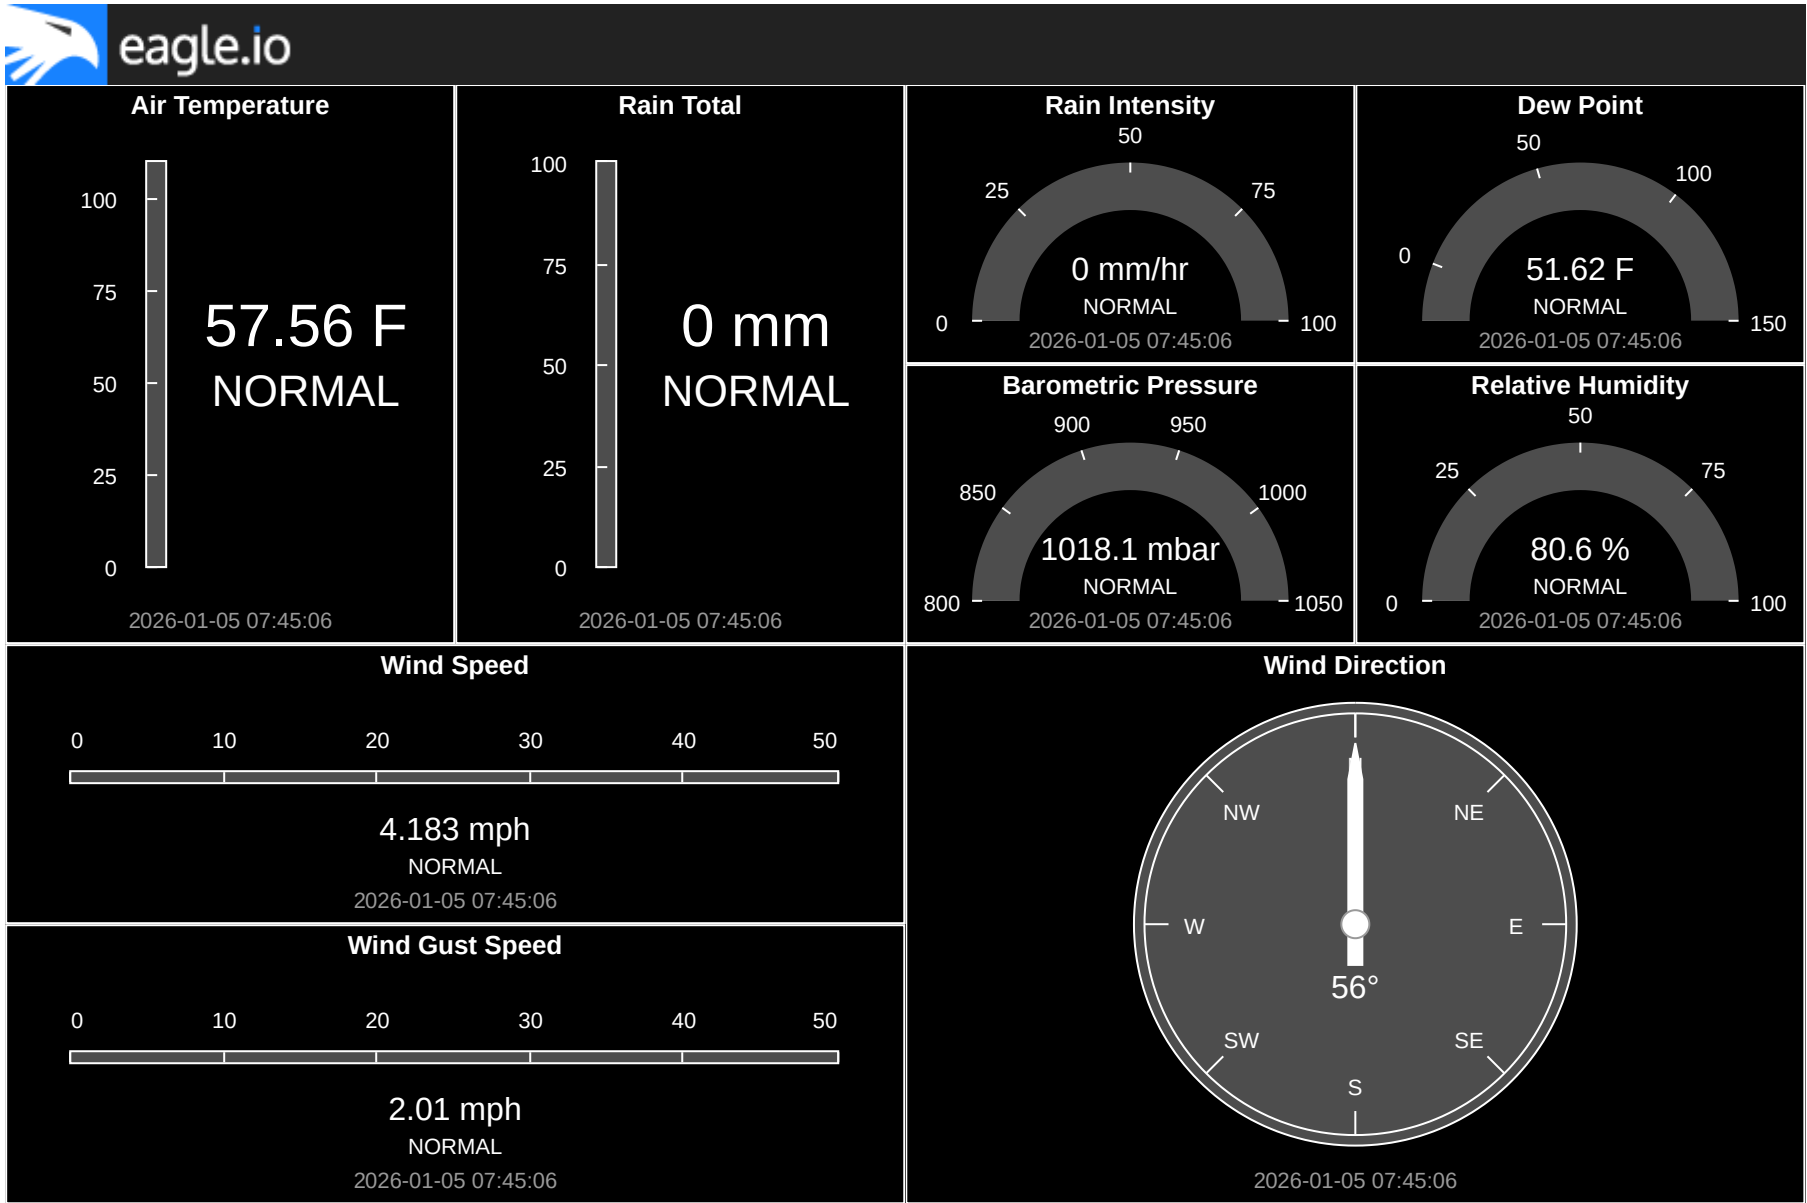 eagle.io
Air Temperature
100
75
50
25
0
57.56 F
NORMAL
2026-01-05 07:45:06
Rain Total
100
75
50
25
0
0 mm
NORMAL
2026-01-05 07:45:06
Rain Intensity
50
25
75
0
100
0 mm/hr
NORMAL
2026-01-05 07:45:06
Dew Point
50
100
0
150
51.62 F
NORMAL
2026-01-05 07:45:06
Barometric Pressure
900
950
850
1000
800
1050
1018.1 mbar
NORMAL
2026-01-05 07:45:06
Relative Humidity
50
25
75
0
100
80.6 %
NORMAL
2026-01-05 07:45:06
Wind Speed
0 10 20 30 40 50
4.183 mph
NORMAL
2026-01-05 07:45:06
Wind Gust Speed
0 10 20 30 40 50
2.01 mph
NORMAL
2026-01-05 07:45:06
Wind Direction
NW NE
W E
56°
SW SE
S
2026-01-05 07:45:06